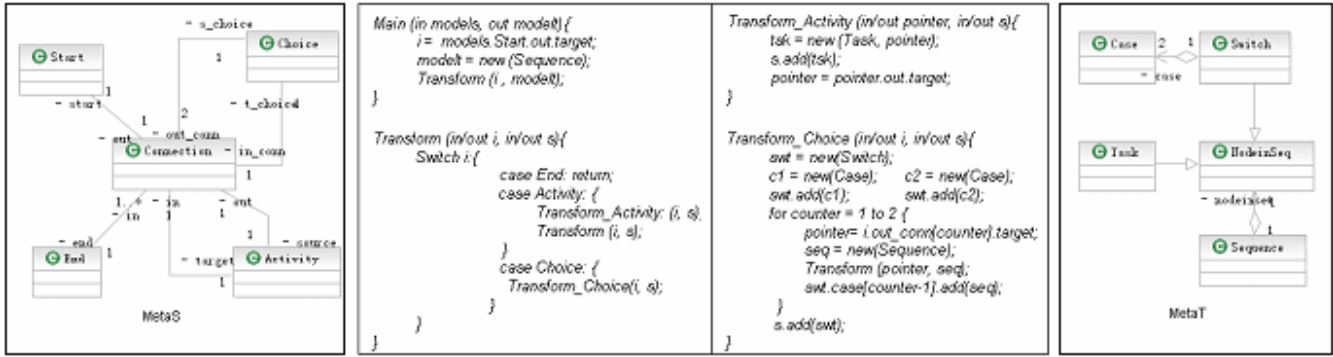 - s_choice
Choice
Start
1
1
- t_choice
1
- start
1
2
- out
- out_conn
Connection
- in_conn
1
1..*
- in
- in
1
- out
1
- end
1
1
- source
End
- target
Activity
1
MetaS
Main (in models, out modelt){
i = models.Start.out.target;
modelt = new (Sequence);
Transform (i , modelt);
}
Transform (in/out i, in/out s){
Switch i:{
case End: return;
case Activity: {
Transform_Activity: (i, s);
Transform (i, s);
}
case Choice: {
Transform_Choice(i, s);
}
}
}
Transform_Activity (in/out pointer, in/out s){
tsk = new (Task, pointer);
s.add(tsk);
pointer = pointer.out.target;
}
Transform_Choice (in/out i, in/out s){
swt = new(Switch);
c1 = new(Case); c2 = new(Case);
swt.add(c1); swt.add(c2);
for counter = 1 to 2 {
pointer= i.out_conn[counter].target;
seq = new(Sequence);
Transform (pointer, seq);
swt.case[counter-1].add(seq);
}
s.add(swt);
}
Case
2
1
Switch
- case
Task
NodeinSeq
- nodeinseq
1
Sequence
MetaT